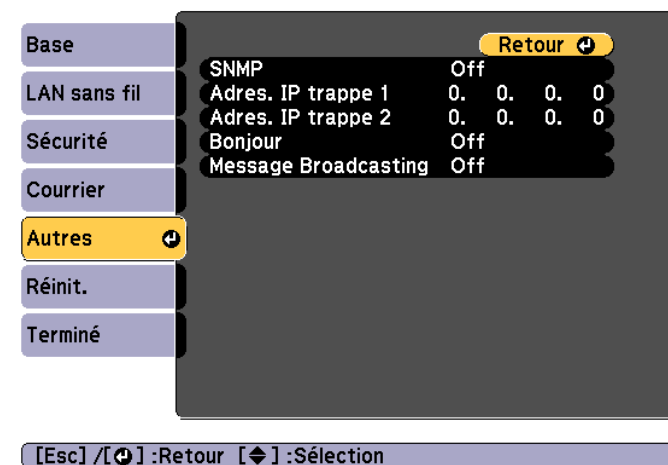 Base
LAN sans fil
Sécurité
Courrier
Autres
Réinit.
Terminé
Retour
SNMP Off
Adres. IP trappe 1 0. 0. 0. 0
Adres. IP trappe 2 0. 0. 0. 0
Bonjour Off
Message Broadcasting Off
[Esc] /[ ] :Retour [ ] :Sélection